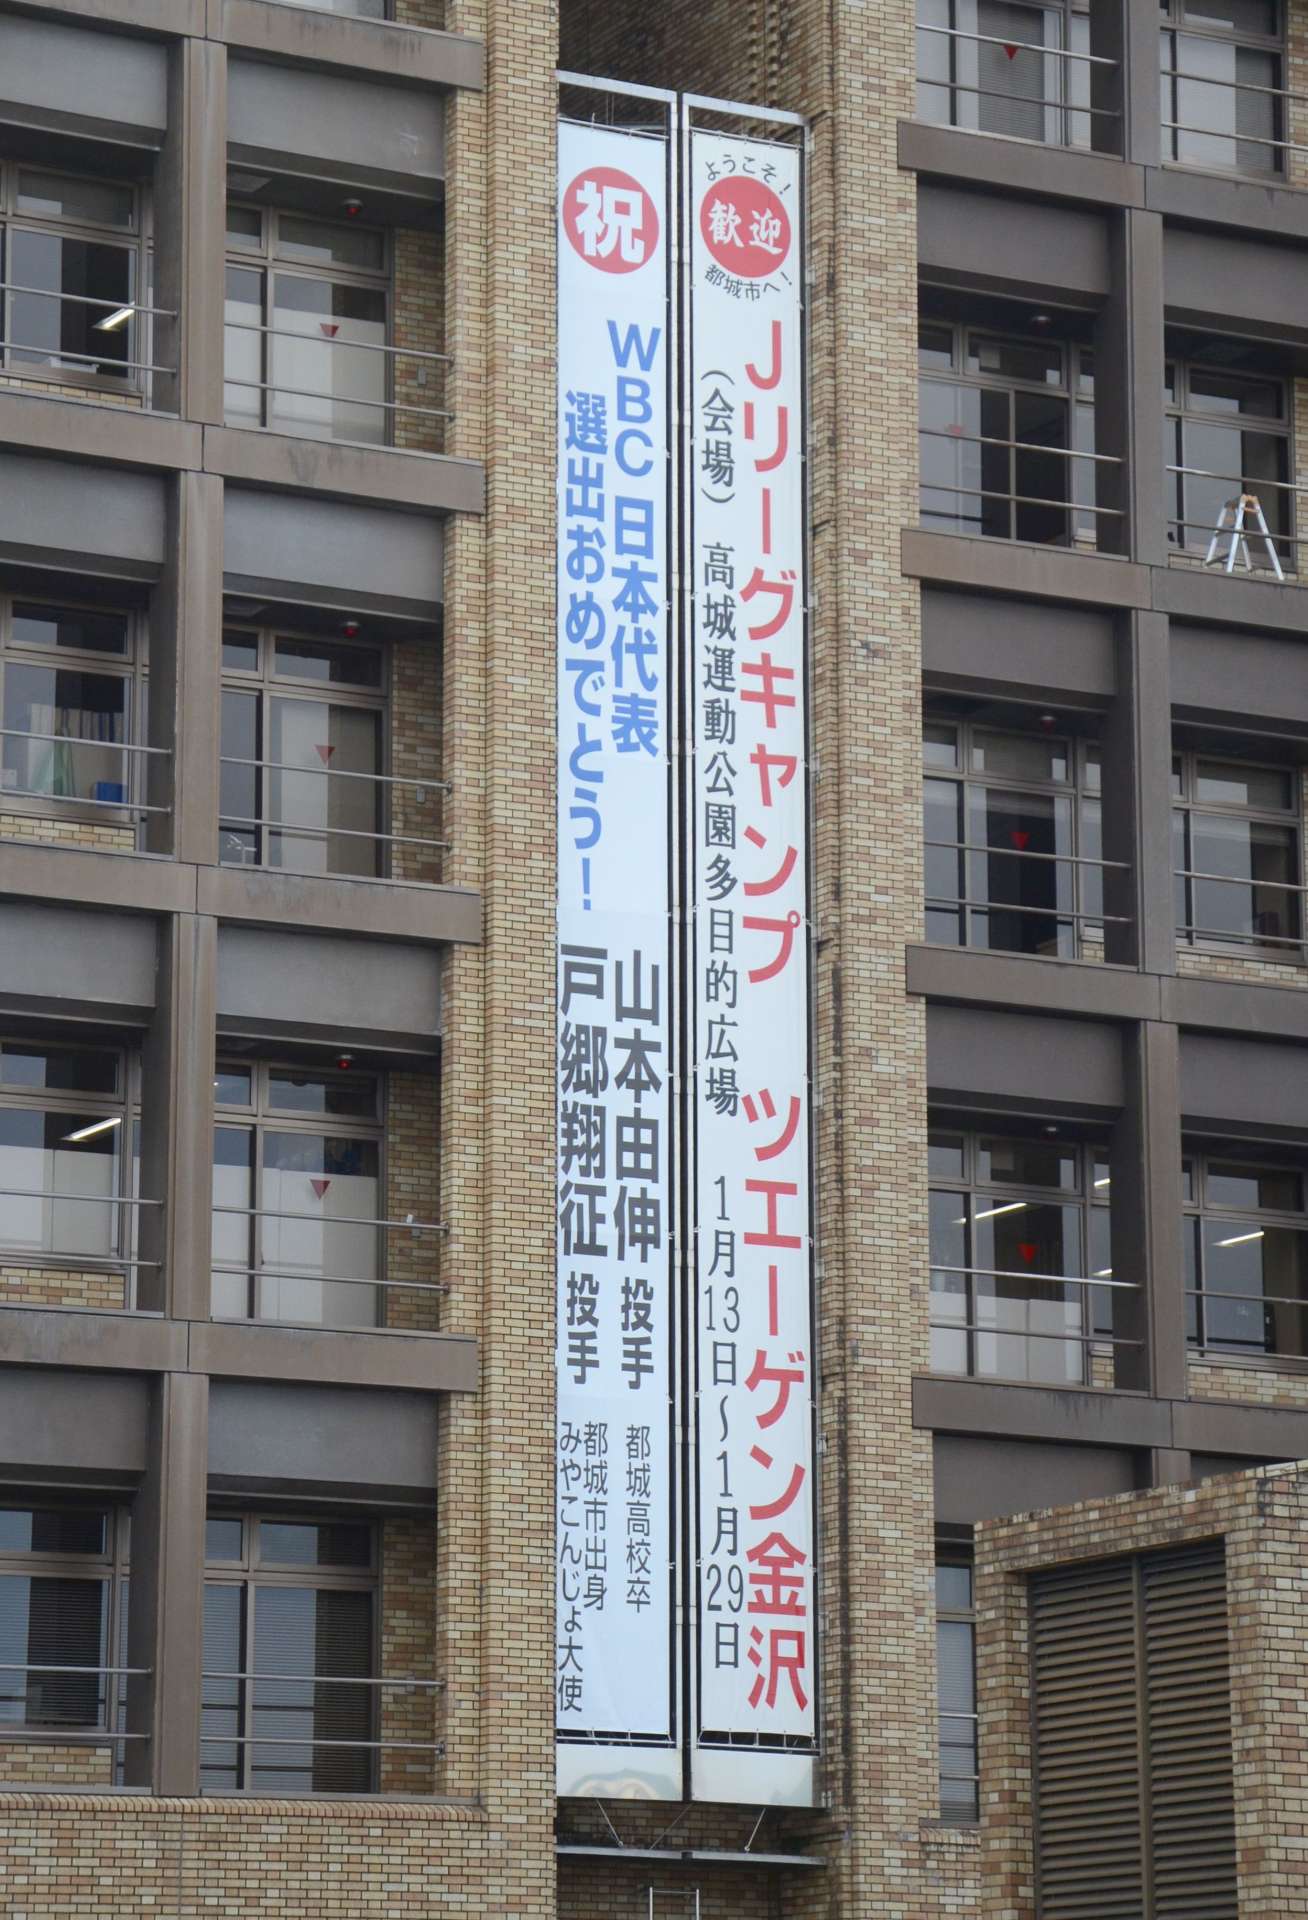 ようこそ！
歓迎
都城市へ！
Jリーグキャンプ ツエーゲン金沢
（会場） 高城運動公園多目的広場 1月13日～1月29日
祝
WBC 日本代表
選出おめでとう！
山本由伸 投手 都城高校卒
戸郷翔征 投手 都城市出身
みやこんじょ大使